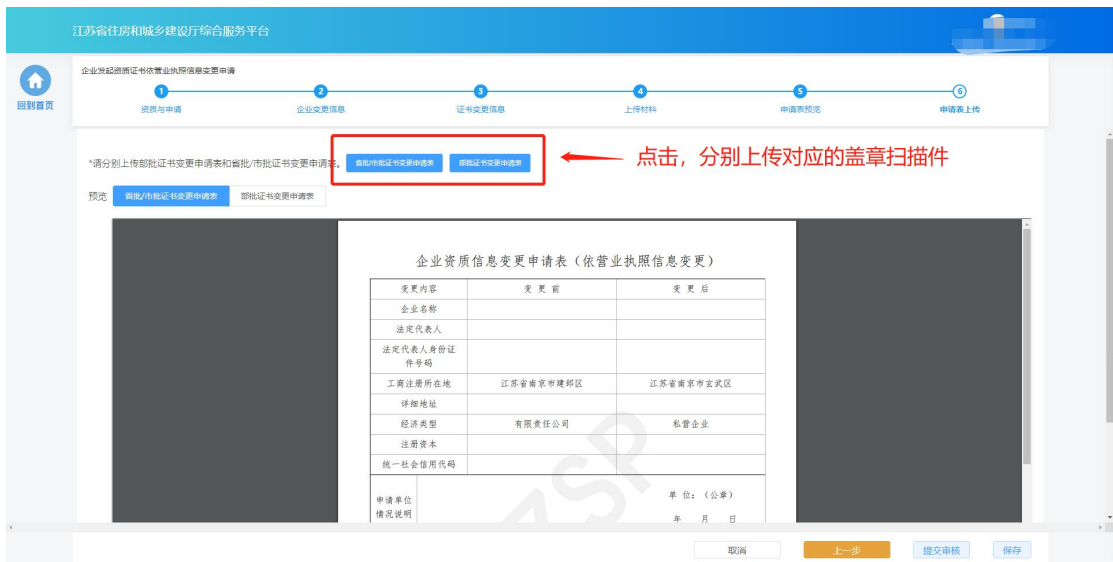 江苏省住房和城乡建设厅综合服务平台
回到首页
企业发起资质证书依营业执照信息变更申请
1 2 3 4 5 6
资质与申请 企业变更信息 证书变更信息 上传材料 申请表预览 申请表上传
*请分别上传部批证书变更申请表和省批/市批证书变更申请表。 省批/市批证书变更申请表 部批证书变更申请表 点击，分别上传对应的盖章扫描件
预览 省批/市批证书变更申请表 部批证书变更申请表
企业资质信息变更申请表（依营业执照信息变更）
变更内容 变 更 前 变 更 后
企业名称
法定代表人
法定代表人身份证
件号码
工商注册所在地 江苏省南京市建邺区 江苏省南京市玄武区
详细地址
经济类型 有限责任公司 私营企业
注册资本
统一社会信用代码
申请单位
情况说明
单 位：（公章）
年 月 日
ZSP
取消 上一步 提交审核 保存